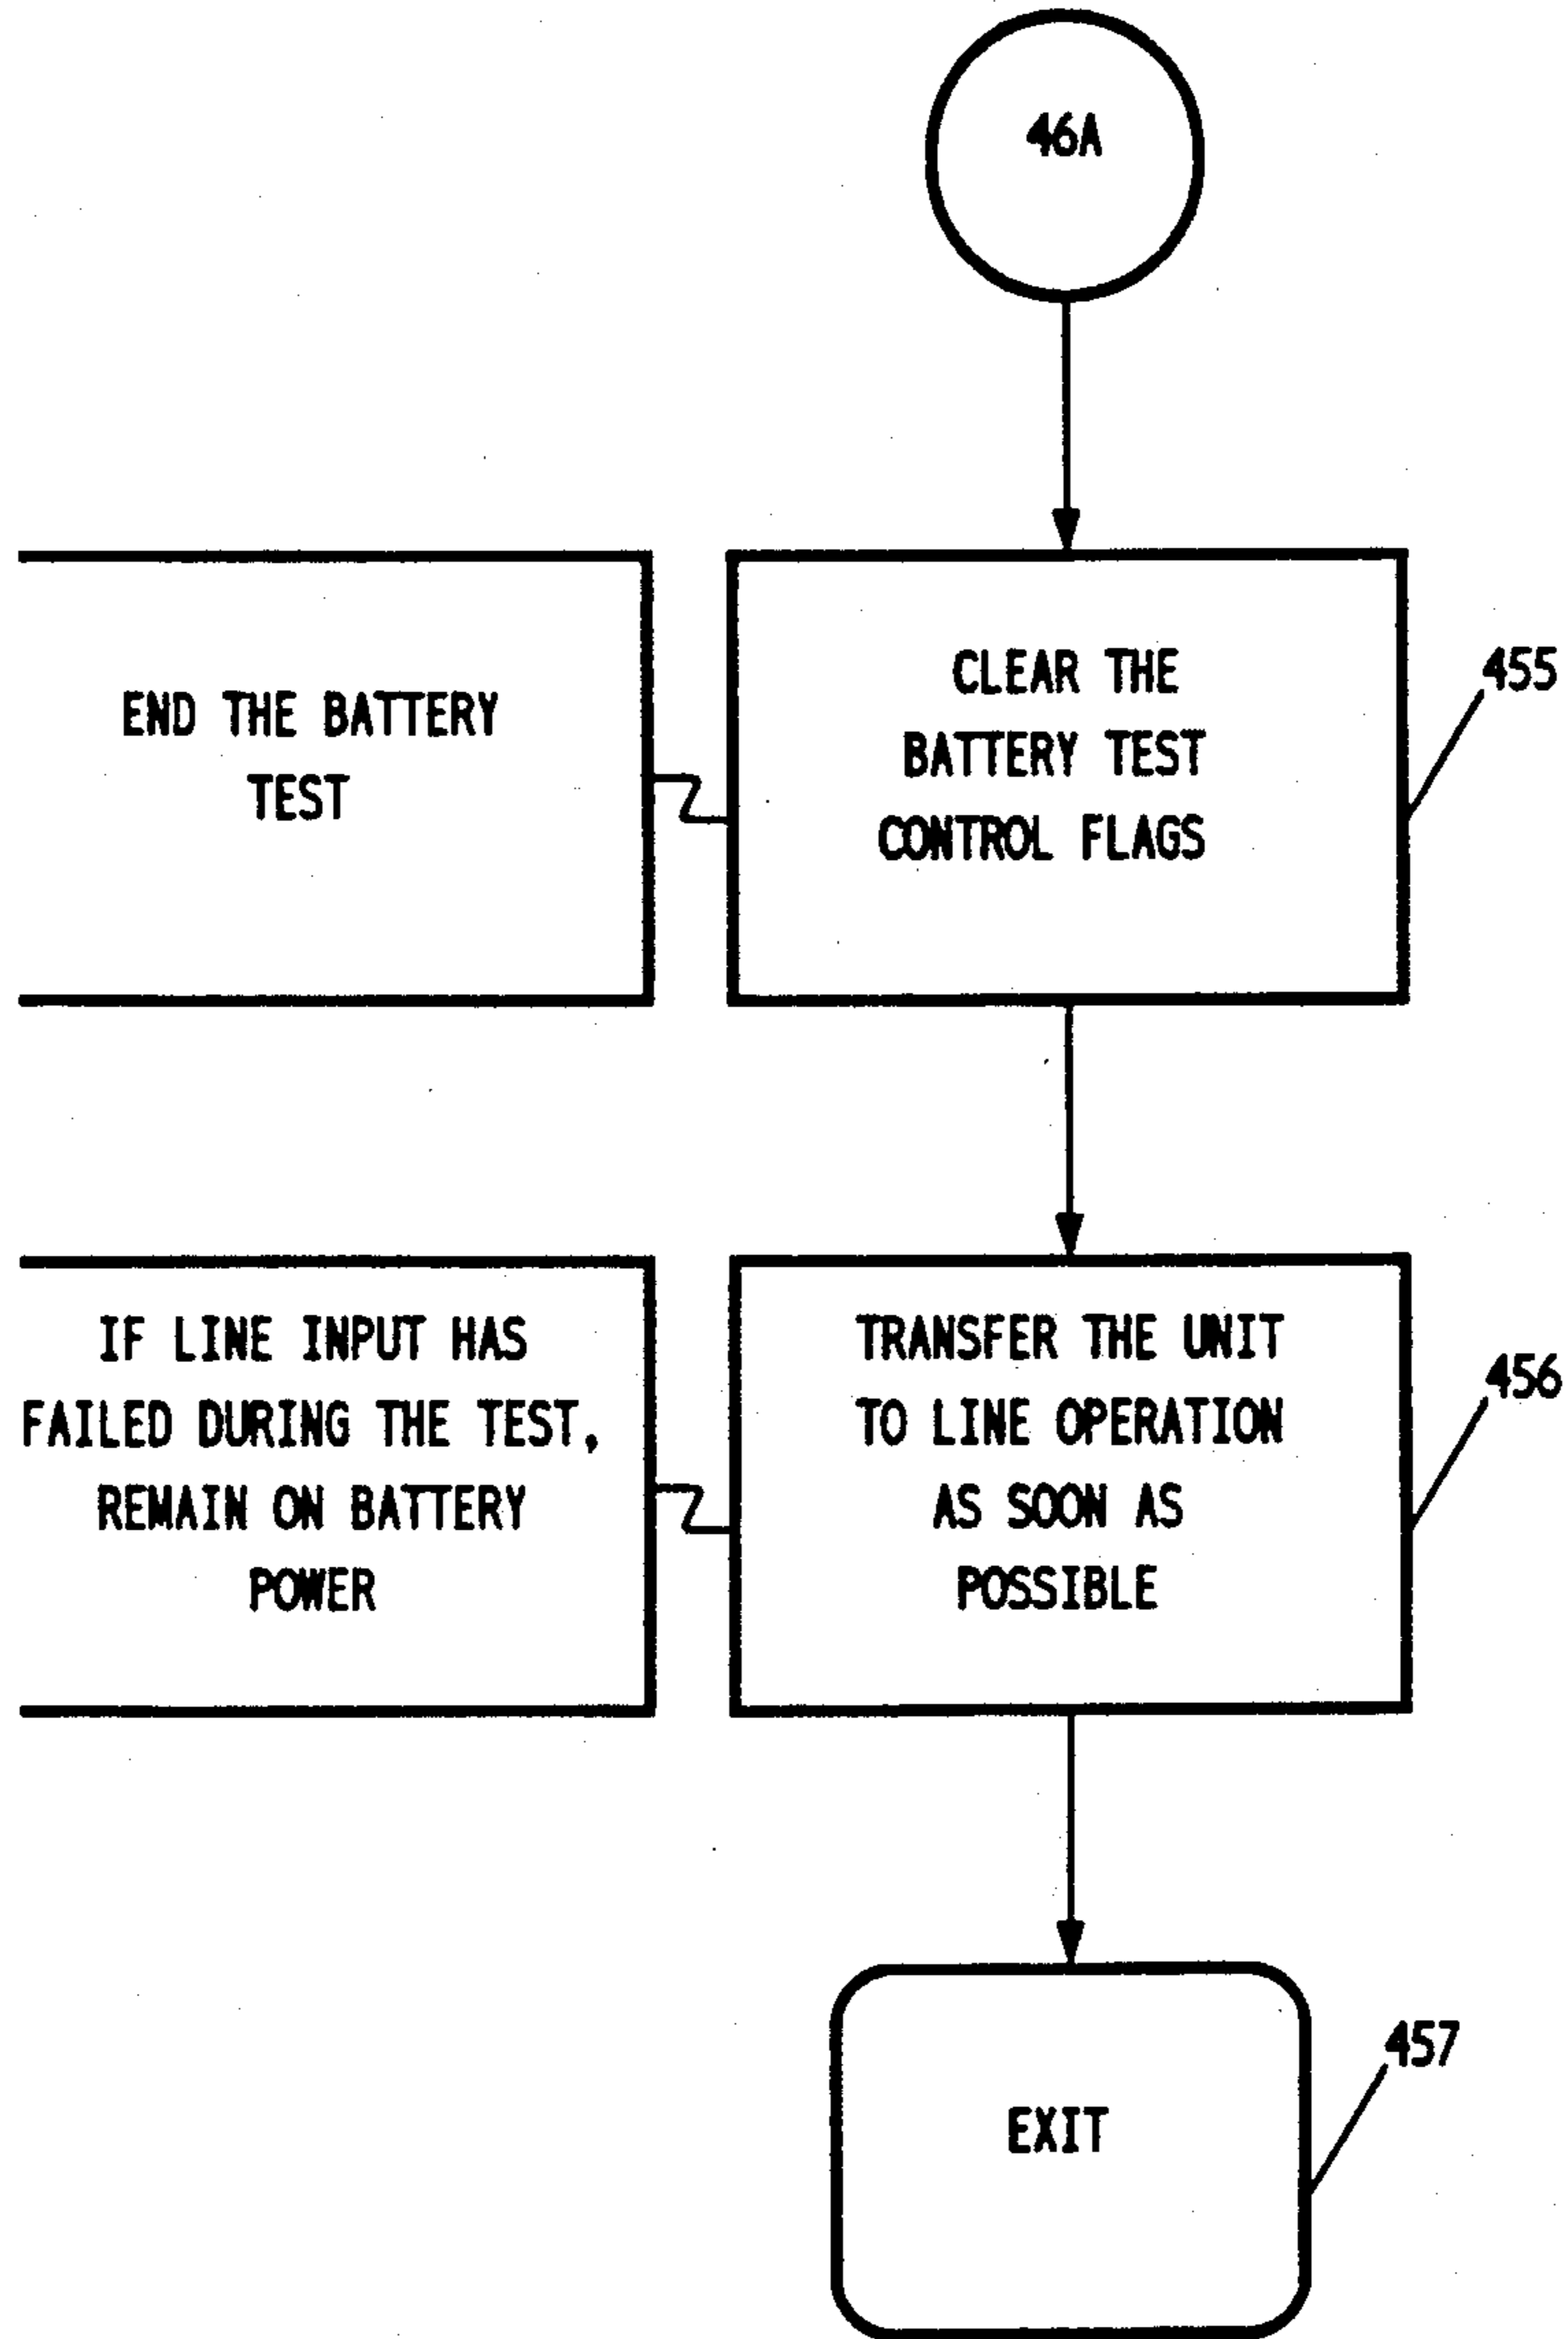 46A
END THE BATTERY
TEST
CLEAR THE
BATTERY TEST
CONTROL FLAGS
455
IF LINE INPUT HAS
FAILED DURING THE TEST,
REMAIN ON BATTERY
POWER
TRANSFER THE UNIT
TO LINE OPERATION
AS SOON AS
POSSIBLE
456
EXIT
457